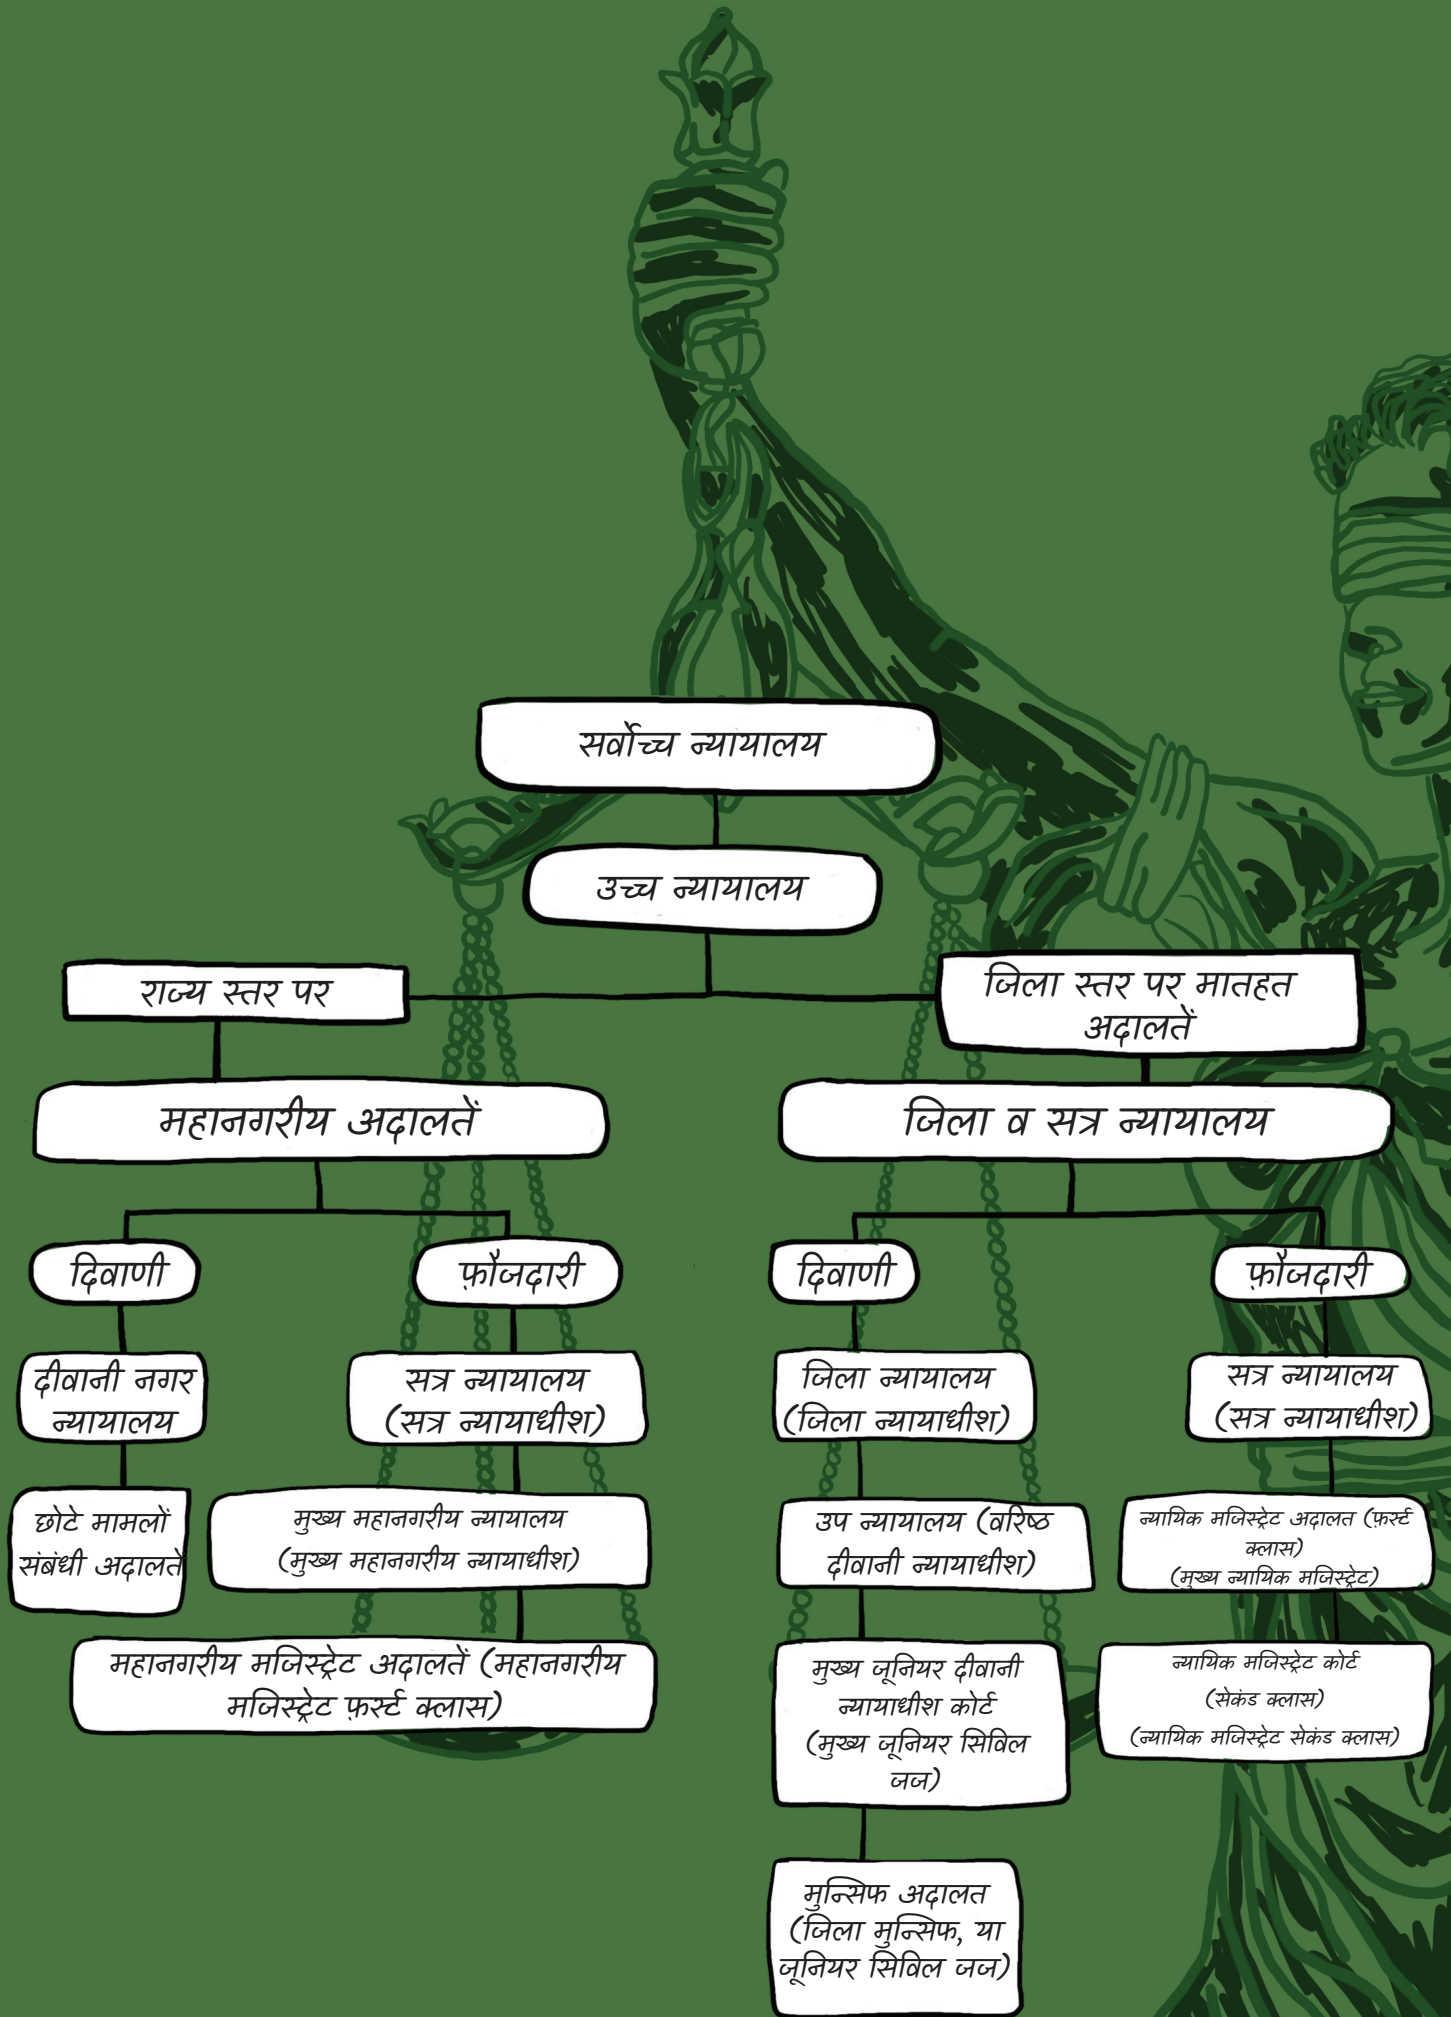 सर्वोच्च न्यायालय
उच्च न्यायालय
राज्य स्तर पर
जिला स्तर पर मातहत
अदालतें
महानगरीय अदालतें
जिला व सत्र न्यायालय
दिवाणी
फ़ौजदारी
दिवाणी
फ़ौजदारी
दीवानी नगर
न्यायालय
सत्र न्यायालय
(सत्र न्यायाधीश)
जिला न्यायालय
(जिला न्यायाधीश)
सत्र न्यायालय
(सत्र न्यायाधीश)
छोटे मामलों
संबंधी अदालतें
मुख्य महानगरीय न्यायालय
(मुख्य महानगरीय न्यायाधीश)
उप न्यायालय (वरिष्ठ
दीवानी न्यायाधीश)
न्यायिक मजिस्ट्रेट अदालत (फ़र्स्ट
क्लास)
(मुख्य न्यायिक मजिस्ट्रेट)
महानगरीय मजिस्ट्रेट अदालतें (महानगरीय
मजिस्ट्रेट फ़र्स्ट क्लास)
मुख्य जूनियर दीवानी
न्यायाधीश कोर्ट
(मुख्य जूनियर सिविल
जज)
न्यायिक मजिस्ट्रेट कोर्ट
(सेकंड क्लास)
(न्यायिक मजिस्ट्रेट सेकंड क्लास)
मुन्सिफ अदालत
(जिला मुन्सिफ, या
जूनियर सिविल जज)